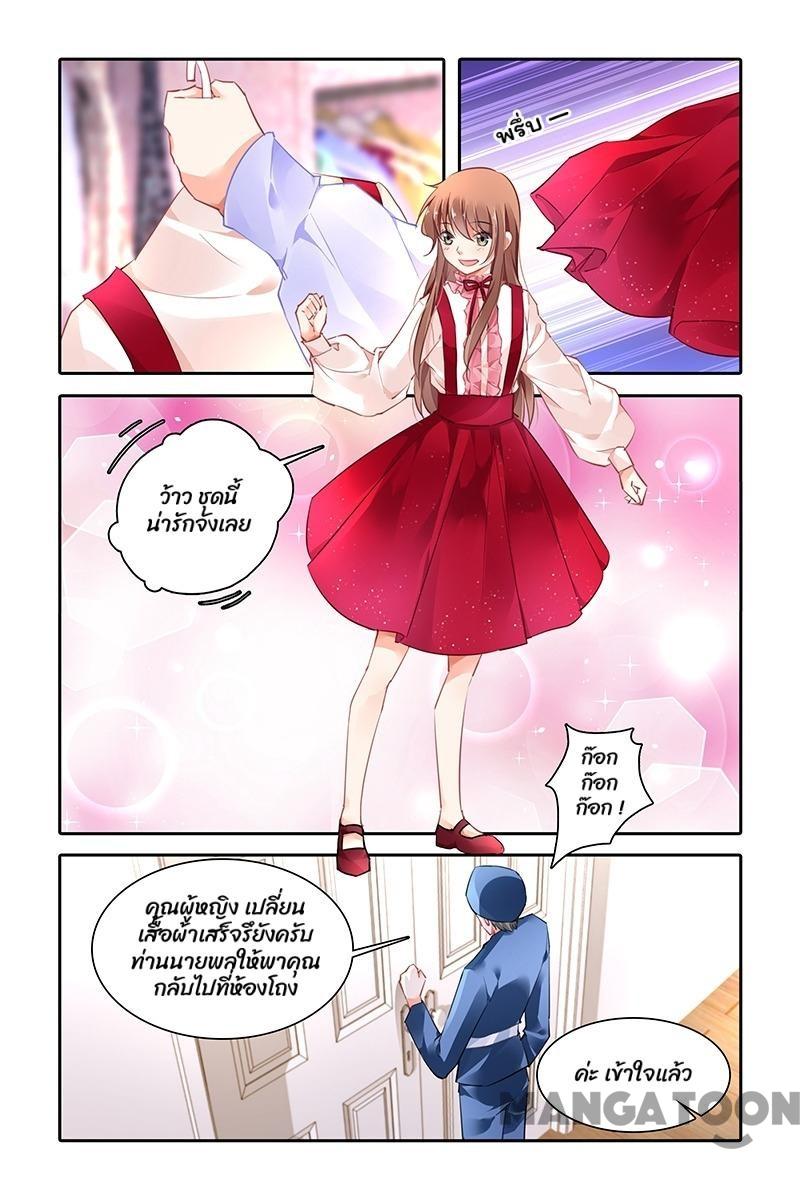 พรึ่บ —
ว้าว ชุดนี้
น่ารักจังเลย
ก๊อก
ก๊อก
ก๊อก !
คุณผู้หญิง เปลี่ยน
เสื้อผ้าเสร็จรึยังครับ
ท่านนายพลให้พาคุณ
กลับไปที่ห้องโถง
ค่ะ เข้าใจแล้ว
MANGATOON